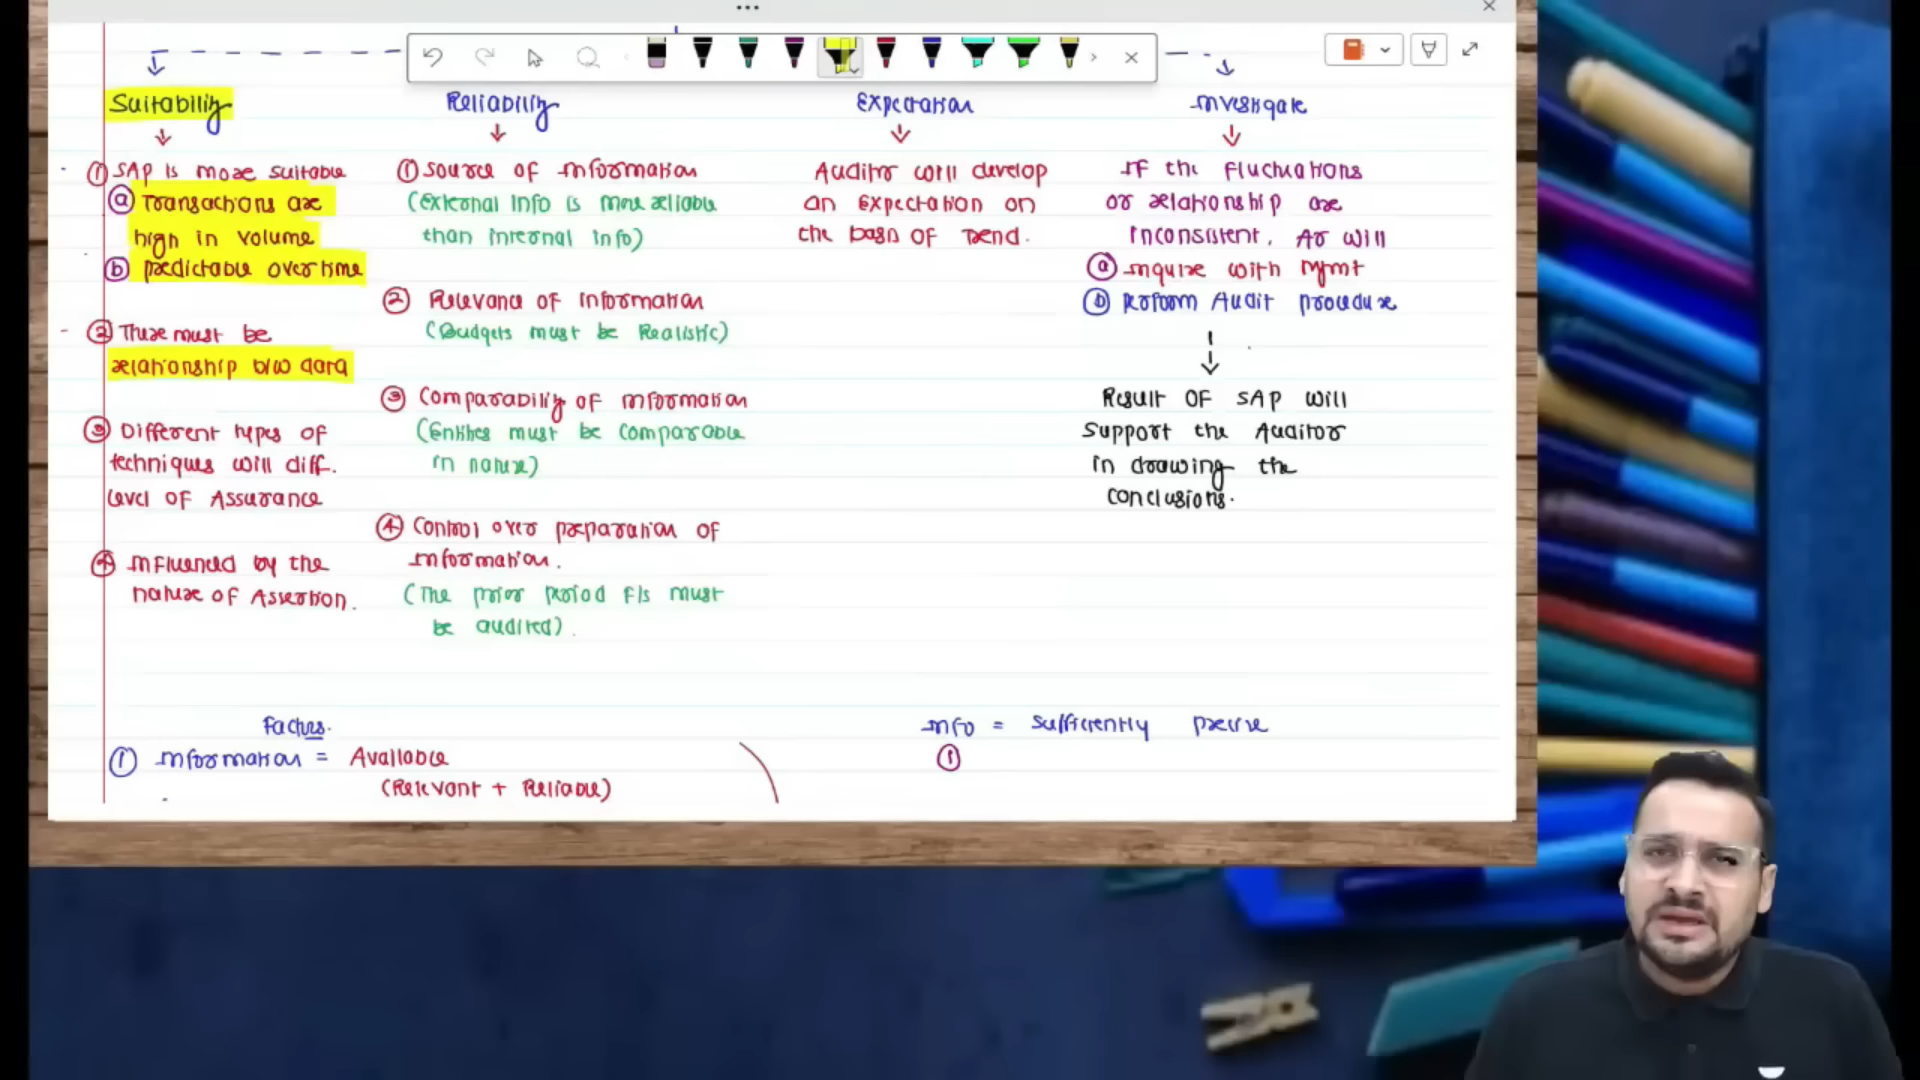 Suitability
① SAP is more suitable
ⓐ Transactions are
high in volume
ⓑ predictable over time
② There must be
relationship b/w data
③ Different types of
techniques will diff.
level of Assurance
④ Influenced by the
nature of Assertion.
Reliability
① Source of Information
(External Info is more reliable
than internal info)
② Relevance of Information
(Budgets must be Realistic)
③ Comparability of Information
(Entities must be comparable
in nature)
④ Control over preparation of
Information.
(The prior period F/s must
be audited).
Expectation
Auditor will develop
an Expectation on
the basis of Trend.
Investigate
If the Fluctuations
or relationship are
inconsistent, Ar will
ⓐ Inquire with Mgmt
ⓑ Perform Audit procedure
Result OF SAP will
Support the Auditor
in drawing the
conclusions.
Factors.
① Information = Available
(Relevant + Reliable)
Info = Sufficiently precise
①